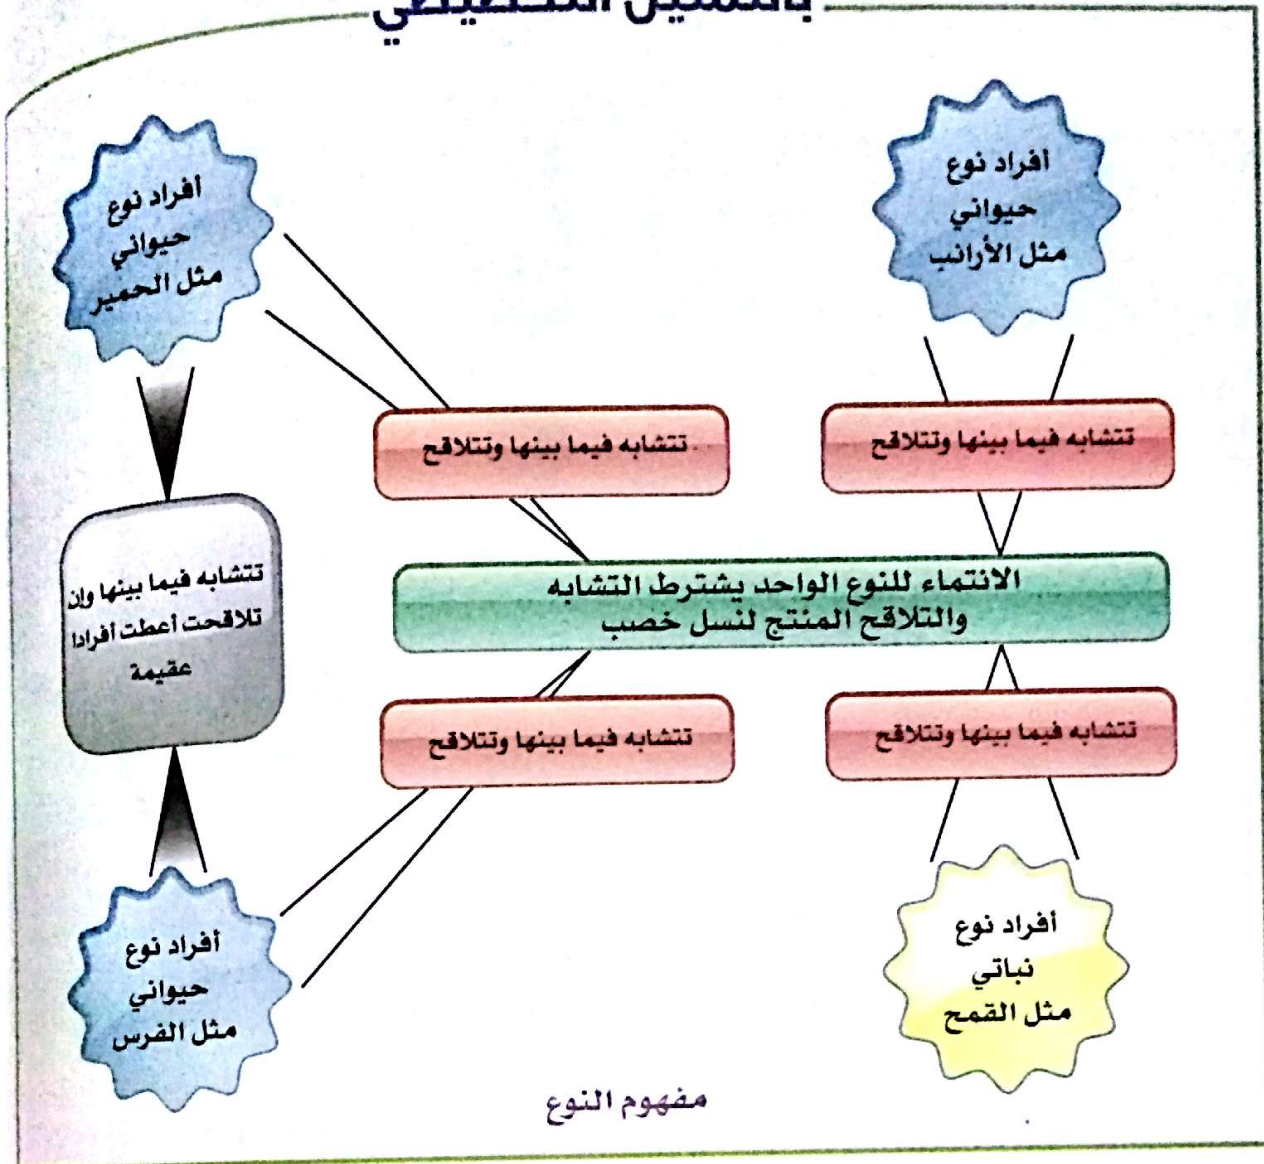 بالتمثيل التخطيطي
أفراد نوع
حيواني
مثل الأرانب
أفراد نوع
حيواني
مثل الحمير
تتشابه فيما بينها وتتلاقح
تتشابه فيما بينها وتتلاقح
تتشابه فيما بينها وإن
تلاقحت أعطت أفرادا
عقيمة
الانتماء للنوع الواحد يشترط التشابه
والتلاقح المنتج لنسل خصب
تتشابه فيما بينها وتتلاقح
تتشابه فيما بينها وتتلاقح
أفراد نوع
نباتي
مثل القمح
أفراد نوع
حيواني
مثل الفرس
مفهوم النوع